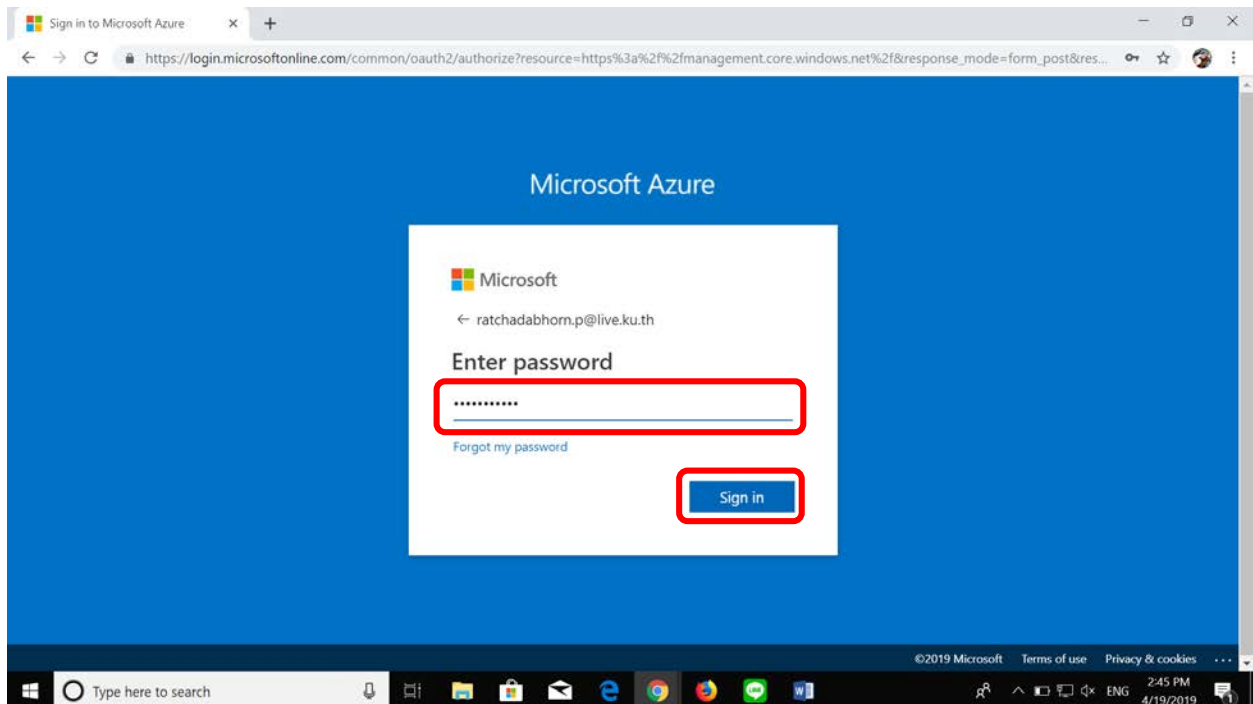 Sign in to Microsoft Azure
https://login.microsoftonline.com/common/oauth2/authorize?resource=https%3a%2f%2fmanagement.core.windows.net%2f&response_mode=form_post&res...
Microsoft Azure
Microsoft
← ratchadabhorn.p@live.ku.th
Enter password
•••••••••••
Forgot my password
Sign in
©2019 Microsoft Terms of use Privacy & cookies ...
Type here to search
ENG
2:45 PM
4/19/2019